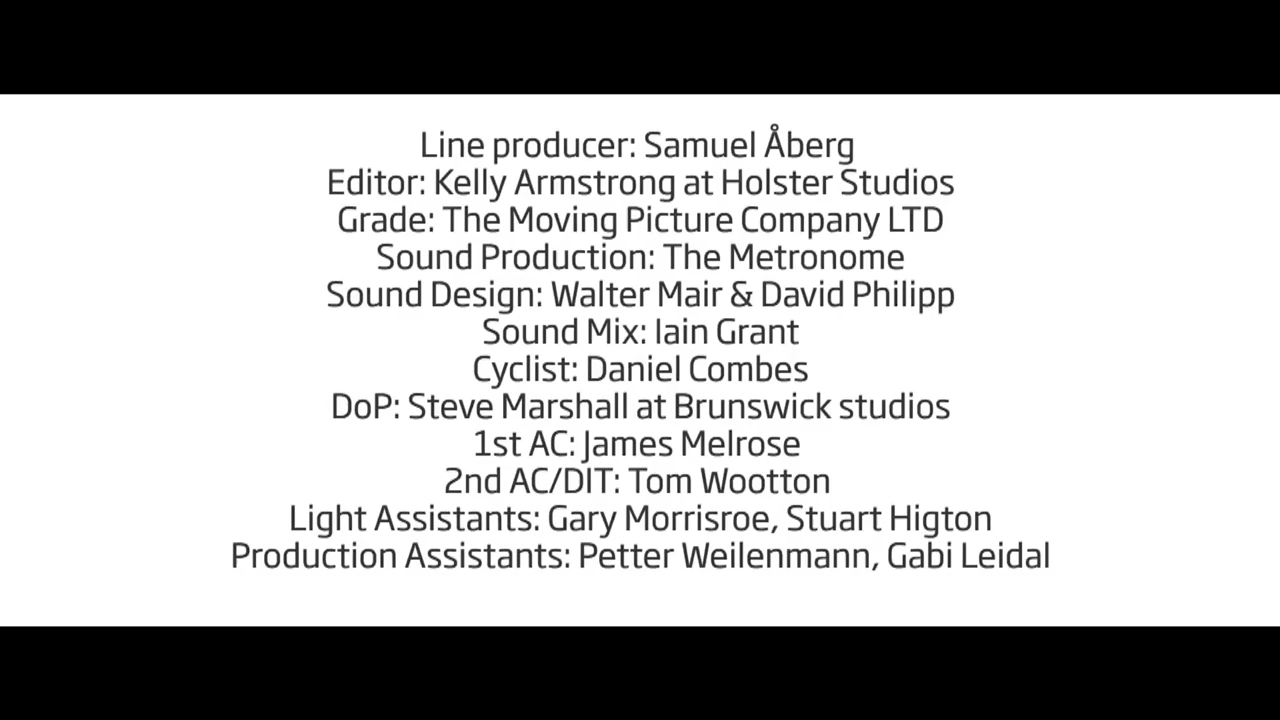 Line producer: Samuel Åberg
Editor: Kelly Armstrong at Holster Studios
Grade: The Moving Picture Company LTD
Sound Production: The Metronome
Sound Design: Walter Mair & David Philipp
Sound Mix: Iain Grant
Cyclist: Daniel Combes
DoP: Steve Marshall at Brunswick studios
1st AC: James Melrose
2nd AC/DIT: Tom Wootton
Light Assistants: Gary Morrisroe, Stuart Higton
Production Assistants: Petter Weilenmann, Gabi Leidal